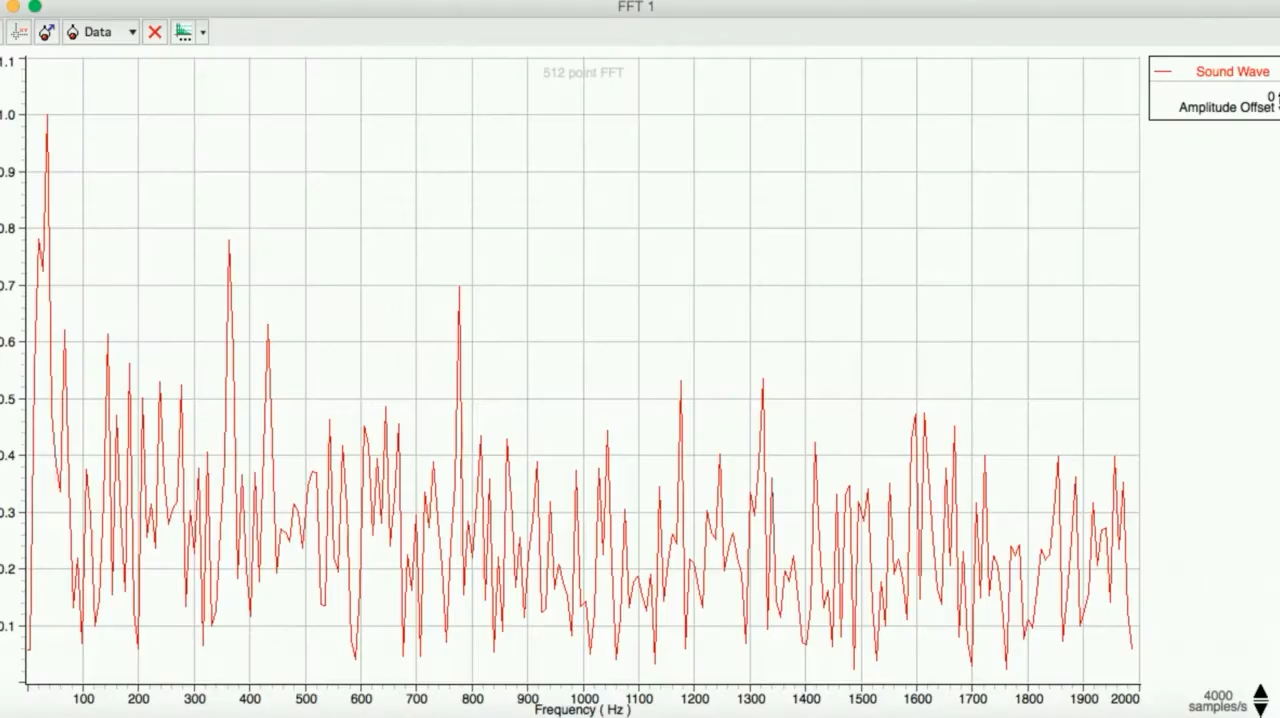 FFT 1
Data
512 point FFT
Sound Wave
0
Amplitude Offset
1.1
1.0
0.9
0.8
0.7
0.6
0.5
0.4
0.3
0.2
0.1
100 200 300 400 500 600 700 800 900 1000 1100 1200 1300 1400 1500 1600 1700 1800 1900 2000
Frequency ( Hz )
4000
samples/s